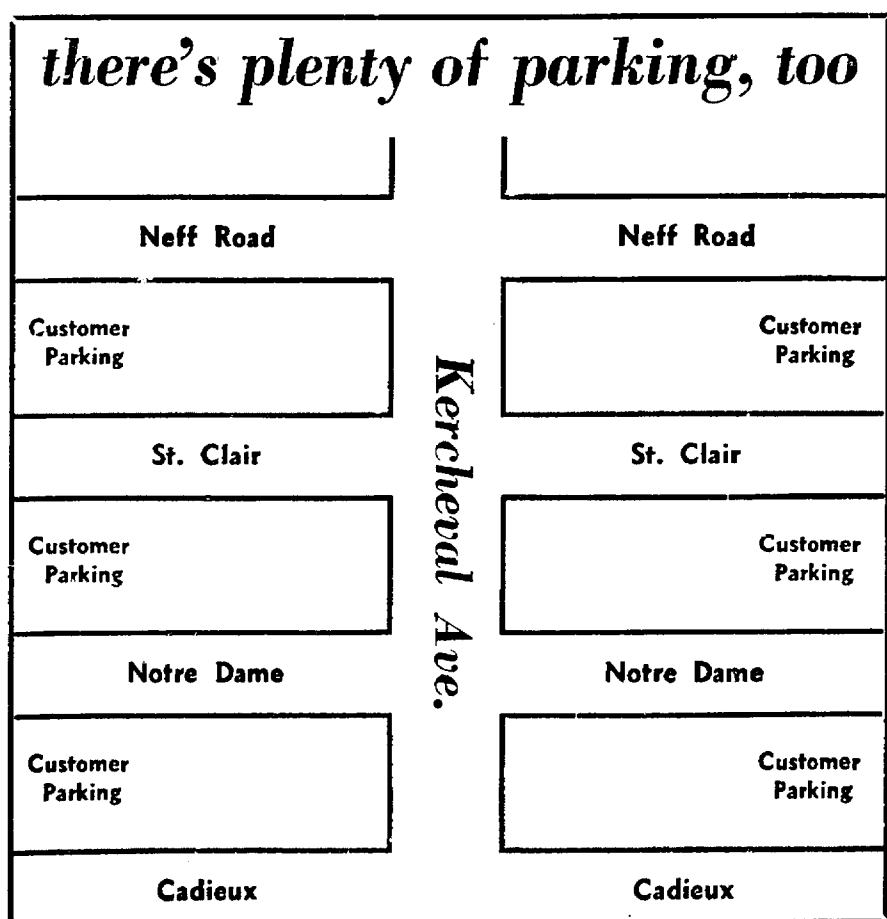 there's plenty of parking, too
Neff Road
Neff Road
Customer
Parking
Customer
Parking
Kercheval Ave.
St. Clair
St. Clair
Customer
Parking
Customer
Parking
Notre Dame
Notre Dame
Customer
Parking
Customer
Parking
Cadieux
Cadieux